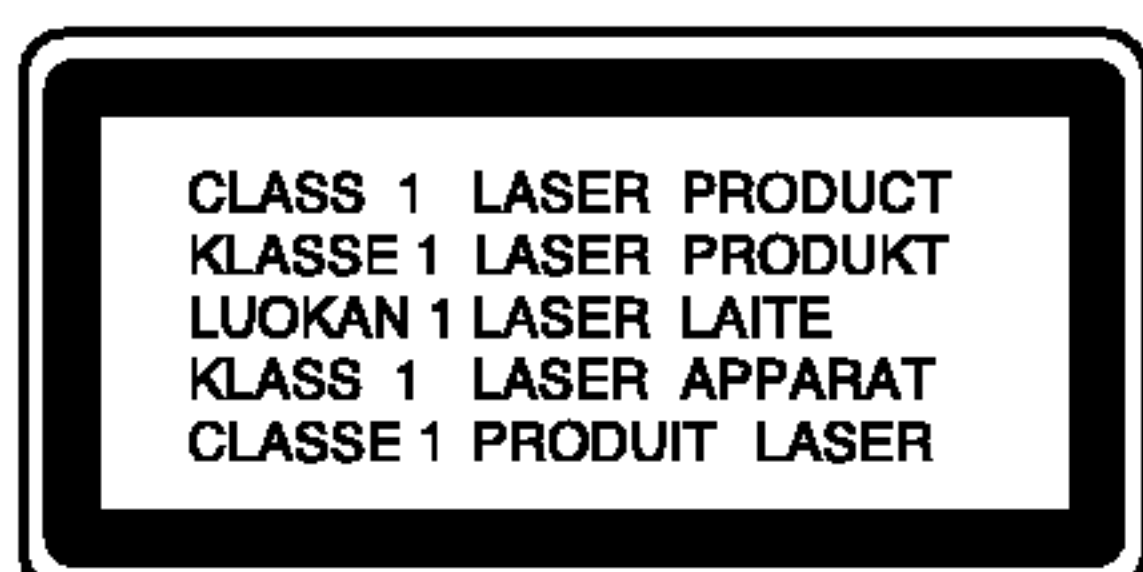 CLASS 1 LASER PRODUCT
KLASSE 1 LASER PRODUKT
LUOKAN 1 LASER LAITE
KLASS 1 LASER APPARAT
CLASSE 1 PRODUIT LASER